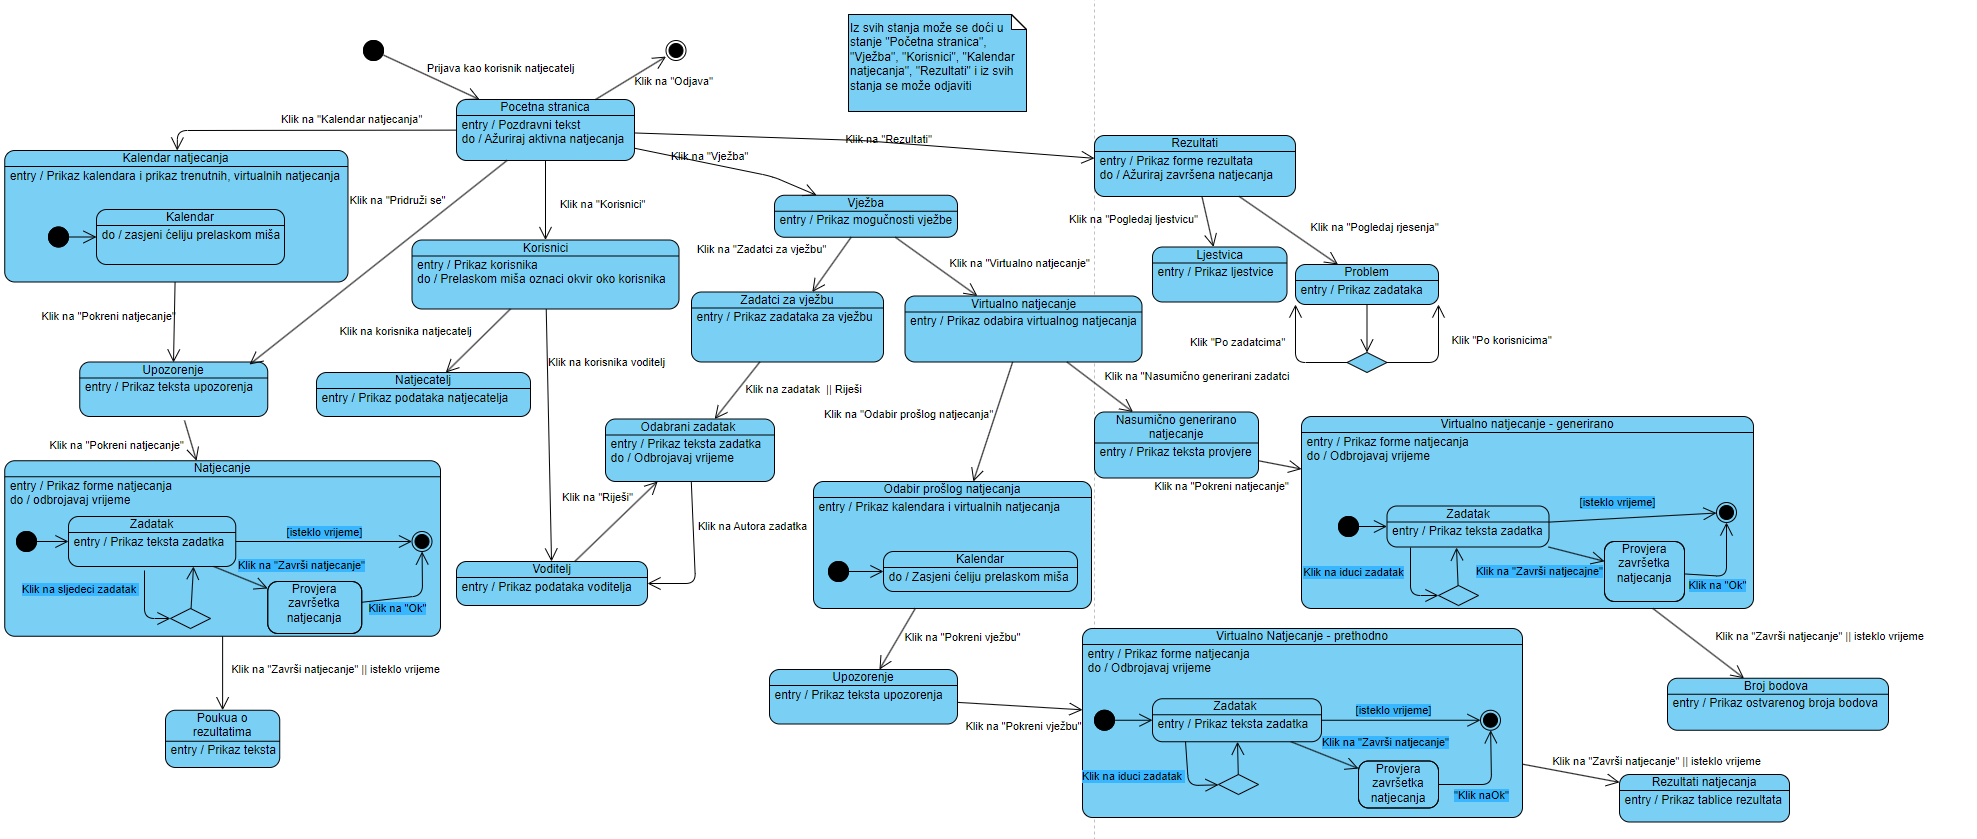 Iz svih stanja može se doći u
stanje "Početna stranica",
"Vježba", "Korisnici", "Kalendar
natjecanja", "Rezultati" i iz svih
stanja se može odjaviti
Prijava kao korisnik natjecatelj
Klik na "Odjava"
Pocetna stranica
entry / Pozdravni tekst
do / Ažuriraj aktivna natjecanja
Klik na "Kalendar natjecanja"
Klik na "Rezultati"
Klik na "Vježba"
Kalendar natjecanja
entry / Prikaz kalendara i prikaz trenutnih, virtualnih natjecanja
Kalendar
do / zasjeni ćeliju prelaskom miša
Klik na "Pridruži se"
Klik na "Korisnici"
Rezultati
entry / Prikaz forme rezultata
do / Ažuriraj završena natjecanja
Vježba
entry / Prikaz mogučnosti vježbe
Klik na "Pogledaj ljestvicu"
Klik na "Pogledaj rjesenja"
Korisnici
entry / Prikaz korisnika
do / Prelaskom miša oznaci okvir oko korisnika
Klik na "Zadatci za vježbu"
Klik na "Virtualno natjecanje"
Ljestvica
entry / Prikaz ljestvice
Problem
entry / Prikaz zadataka
Zadatci za vježbu
entry / Prikaz zadataka za vježbu
Virtualno natjecanje
entry / Prikaz odabira virtualnog natjecanja
Klik na "Pokreni natjecanje"
Klik na korisnika natjecatelj
Klik na korisnika voditelj
Klik "Po zadatcima"
Klik "Po korisnicima"
Upozorenje
entry / Prikaz teksta upozorenja
Natjecatelj
entry / Prikaz podataka natjecatelja
Klik na zadatak  || Riješi
Klik na "Nasumično generirani zadatci
Klik na "Odabir prošlog natjecanja"
Klik na "Pokreni natjecanje"
Odabrani zadatak
entry / Prikaz teksta zadatka
do / Odbrojavaj vrijeme
Nasumično generirano
natjecanje
entry / Prikaz teksta provjere
Klik na "Pokreni natjecanje"
Virtualno natjecanje - generirano
entry / Prikaz forme natjecanja
do / Odbrojavaj vrijeme
Zadatak
entry / Prikaz teksta zadatka
[isteklo vrijeme]
Klik na iduci zadatak
Klik na "Završi natjecajne"
Provjera
završetka
natjecanja
Klik na "Ok"
Natjecanje
entry / Prikaz forme natjecanja
do / odbrojavaj vrijeme
Zadatak
entry / Prikaz teksta zadatka
[isteklo vrijeme]
Klik na "Završi natjecanje"
Klik na sljedeci zadatak
Provjera
završetka
natjecanja
Klik na "Ok"
Klik na "Riješi"
Klik na Autora zadatka
Odabir prošlog natjecanja
entry / Prikaz kalendara i virtualnih natjecanja
Kalendar
do / Zasjeni ćeliju prelaskom miša
Voditelj
entry / Prikaz podataka voditelja
Klik na "Pokreni vježbu"
Klik na "Završi natjecanje" || isteklo vrijeme
Klik na "Završi natjecanje" || isteklo vrijeme
Upozorenje
entry / Prikaz teksta upozorenja
Klik na "Pokreni vježbu"
Virtualno Natjecanje - prethodno
entry / Prikaz forme natjecanja
do / Odbrojavaj vrijeme
Zadatak
entry / Prikaz teksta zadatka
[isteklo vrijeme]
Klik na "Završi natjecanje"
Klik na iduci zadatak
Provjera
završetka
natjecanja
"Klik naOk"
Broj bodova
entry / Prikaz ostvarenog broja bodova
Poukua o
rezultatima
entry / Prikaz teksta
Klik na "Završi natjecanje" || isteklo vrijeme
Rezultati natjecanja
entry / Prikaz tablice rezultata